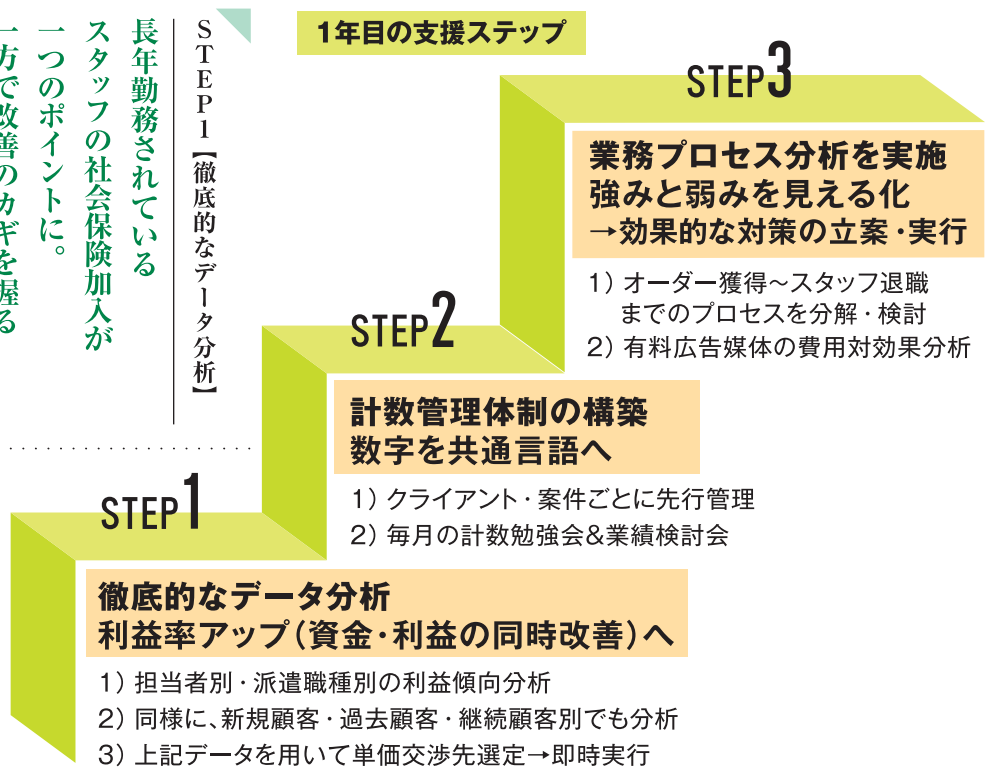 1年目の支援ステップ
STEP1【徹底的なデータ分析】
長年勤務されている
スタッフの社会保険加入が
一つのポイントに。
一方で改善のカギを握る
STEP3
業務プロセス分析を実施
強みと弱みを見える化
→効果的な対策の立案・実行
1）オーダー獲得～スタッフ退職
までのプロセスを分解・検討
2）有料広告媒体の費用対効果分析
STEP2
計数管理体制の構築
数字を共通言語へ
1）クライアント・案件ごとに先行管理
2）毎月の計数勉強会&業績検討会
STEP1
徹底的なデータ分析
利益率アップ（資金・利益の同時改善）へ
1）担当者別・派遣職種別の利益傾向分析
2）同様に、新規顧客・過去顧客・継続顧客別でも分析
3）上記データを用いて単価交渉先選定→即時実行